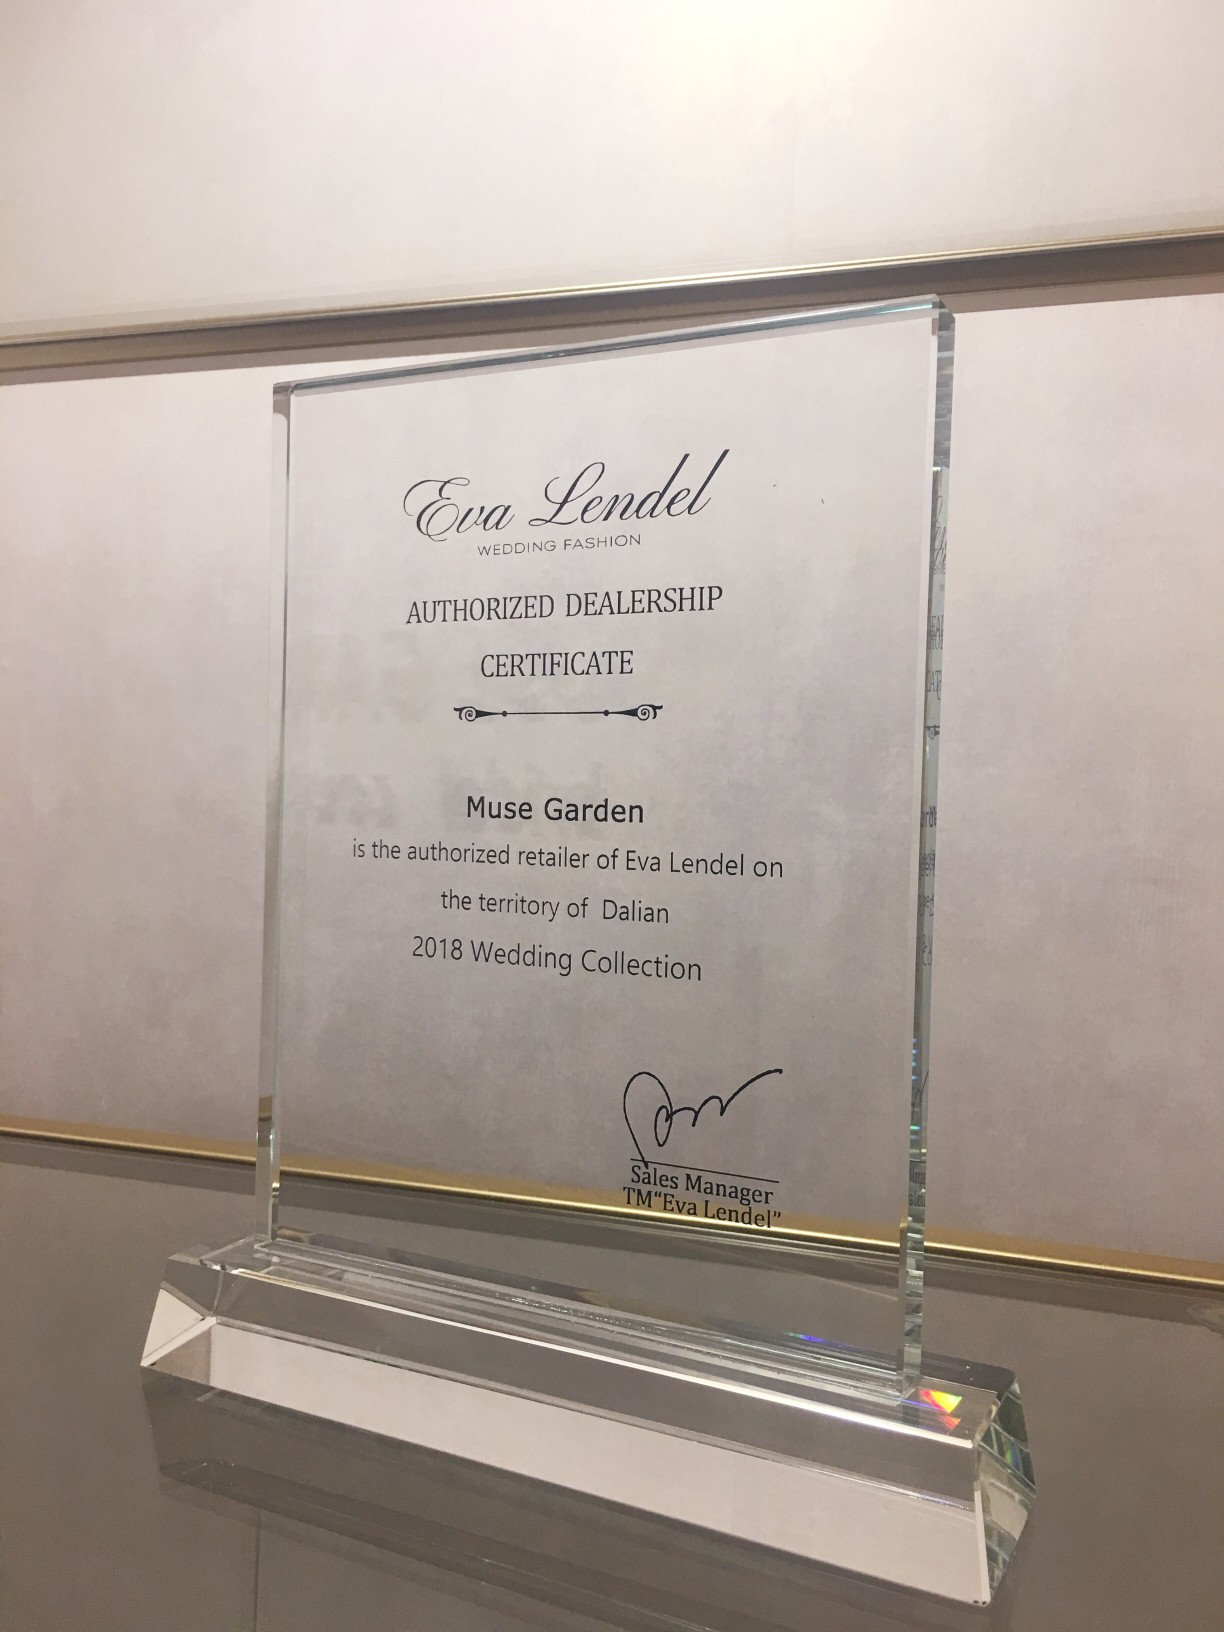 Eva Lendel
WEDDING FASHION
AUTHORIZED DEALERSHIP
CERTIFICATE
Muse Garden
is the authorized retailer of Eva Lendel on
the territory of Dalian
2018 Wedding Collection
Sales Manager
TM"Eva Lendel"